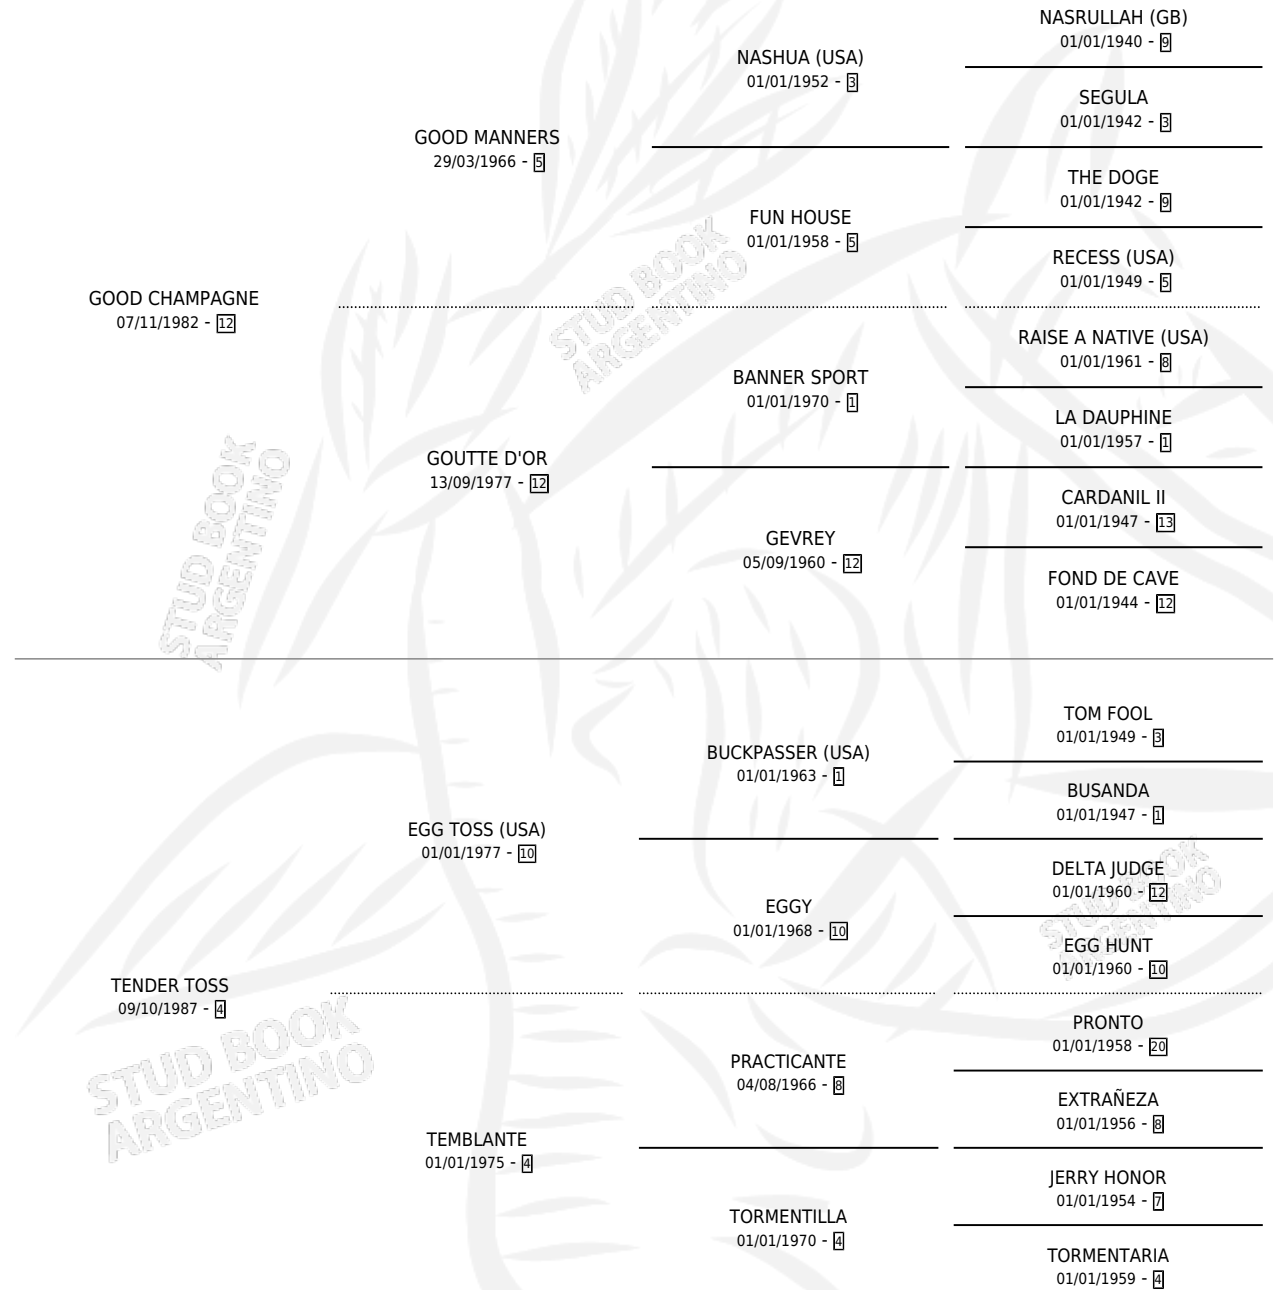 NASRULLAH (GB)
01/01/1940 - 9
NASHUA (USA)
01/01/1952 - 3
SEGULA
01/01/1942 - 3
GOOD MANNERS
29/03/1966 - 5
THE DOGE
01/01/1942 - 9
FUN HOUSE
01/01/1958 - 5
RECESS (USA)
01/01/1949 - 5
GOOD CHAMPAGNE
07/11/1982 - 12
RAISE A NATIVE (USA)
01/01/1961 - 8
BANNER SPORT
01/01/1970 - 1
LA DAUPHINE
01/01/1957 - 1
GOUTTE D'OR
13/09/1977 - 12
CARDANIL II
01/01/1947 - 13
GEVREY
05/09/1960 - 12
FOND DE CAVE
01/01/1944 - 12
TOM FOOL
01/01/1949 - 3
BUCKPASSER (USA)
01/01/1963 - 1
BUSANDA
01/01/1947 - 1
EGG TOSS (USA)
01/01/1977 - 10
DELTA JUDGE
01/01/1960 - 12
EGGY
01/01/1968 - 10
EGG HUNT
01/01/1960 - 10
TENDER TOSS
09/10/1987 - 4
PRONTO
01/01/1958 - 20
PRACTICANTE
04/08/1966 - 8
EXTRAÑEZA
01/01/1956 - 8
TEMBLANTE
01/01/1975 - 4
JERRY HONOR
01/01/1954 - 7
TORMENTILLA
01/01/1970 - 4
TORMENTARIA
01/01/1959 - 4
STUD BOOK
ARGENTINO
STUD BOOK
ARGENTINO
STUD BOOK
ARGENTINO
STUD BOOK
ARGENTINO